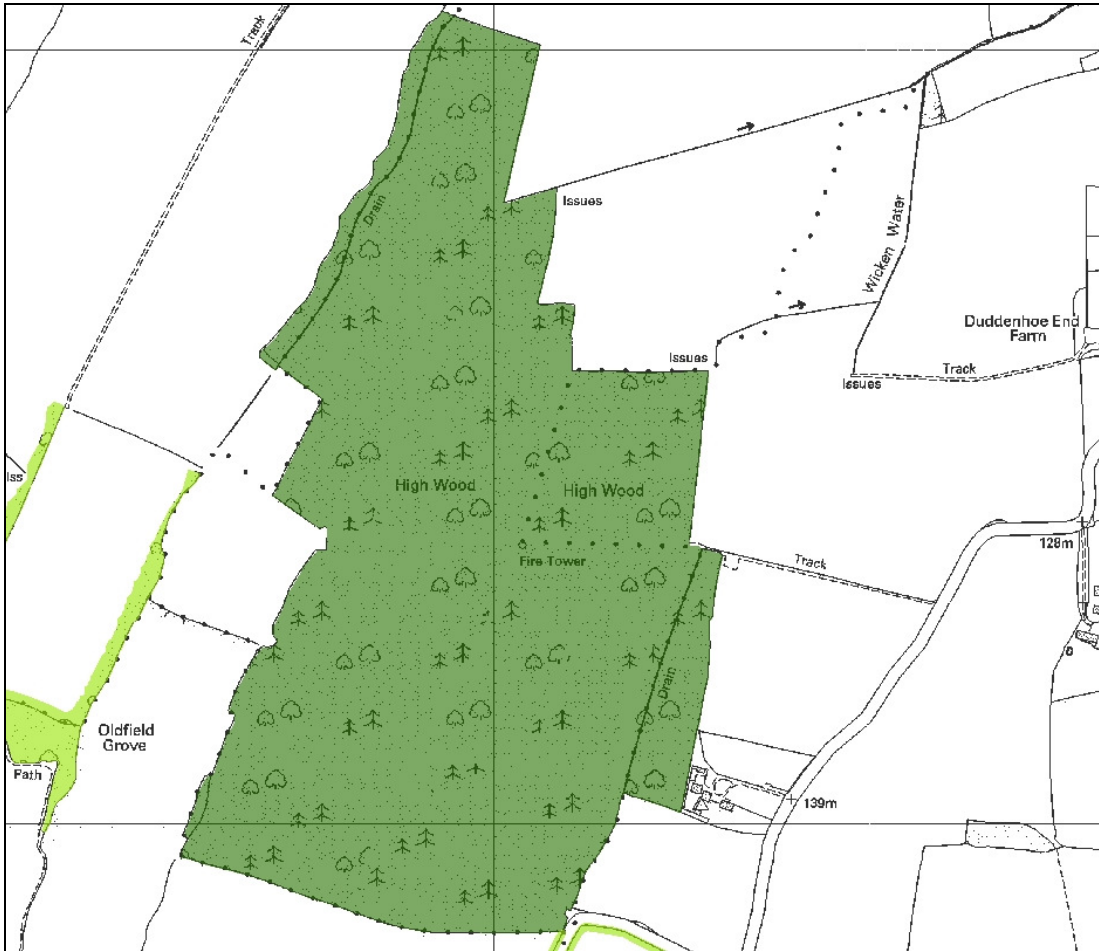 Track
Drain
Issues
Wicken Water
Duddenhoe End
Farm
Issues
Track
Issues
Iss
High Wood
High Wood
128m
Fire Tower
Track
Drain
Oldfield
Grove
Path
139m